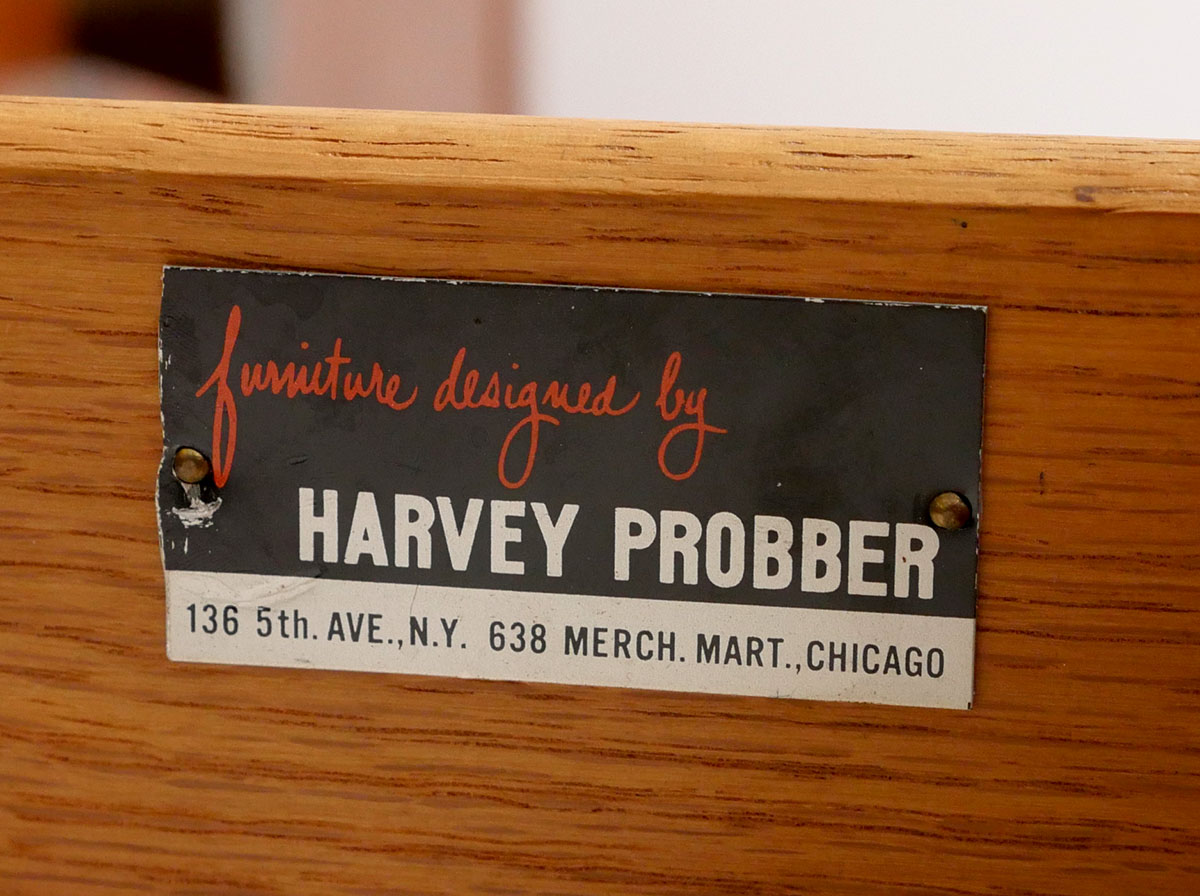 furniture designed by
HARVEY PROBBER
136 5th. AVE.,N.Y. 638 MERCH. MART.,CHICAGO